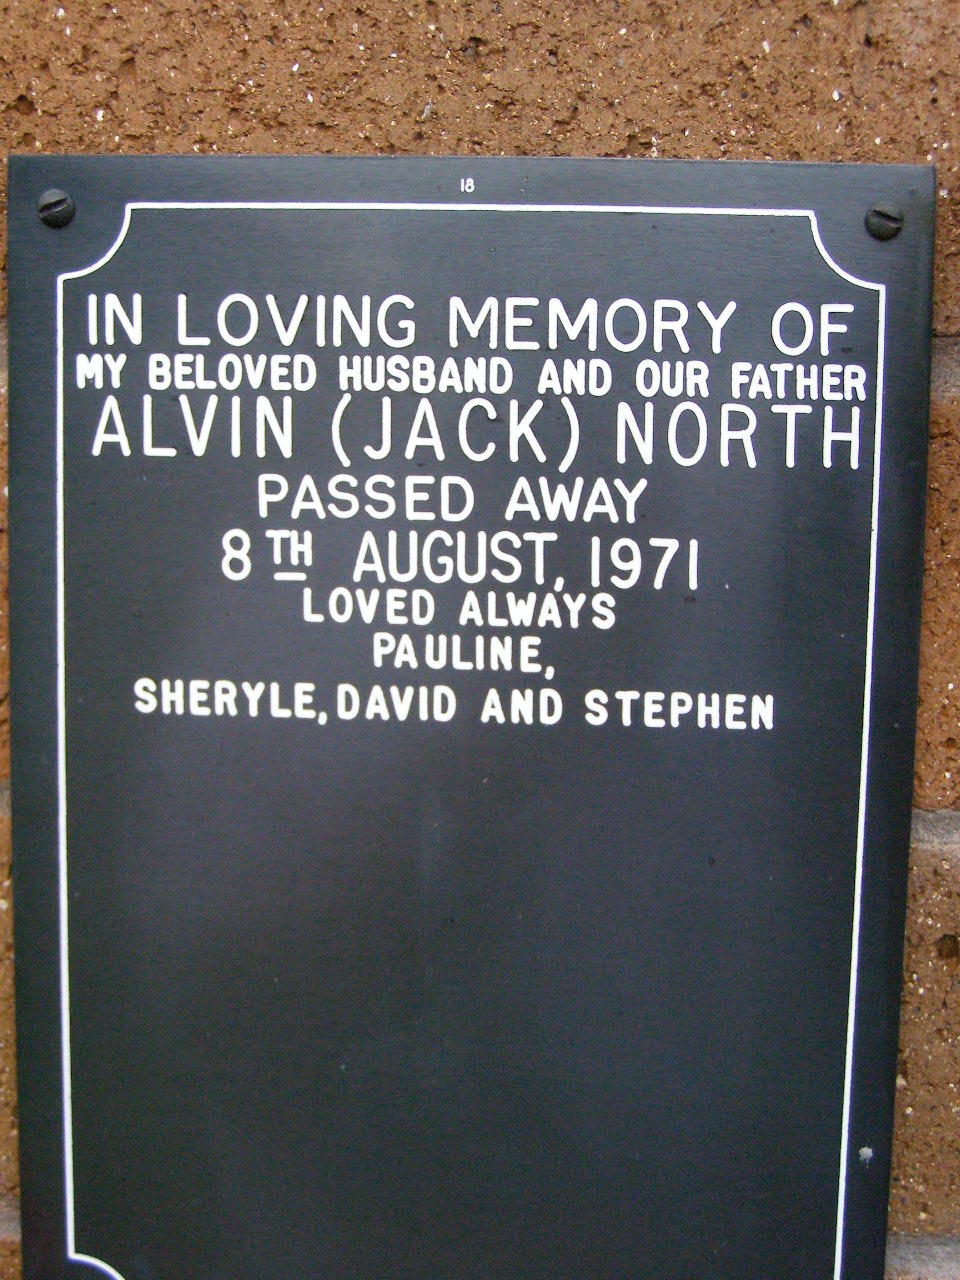 18
IN LOVING MEMORY OF
MY BELOVED HUSBAND AND OUR FATHER
ALVIN (JACK) NORTH
PASSED AWAY
8TH AUGUST, 1971
LOVED ALWAYS
PAULINE,
SHERYLE, DAVID AND STEPHEN